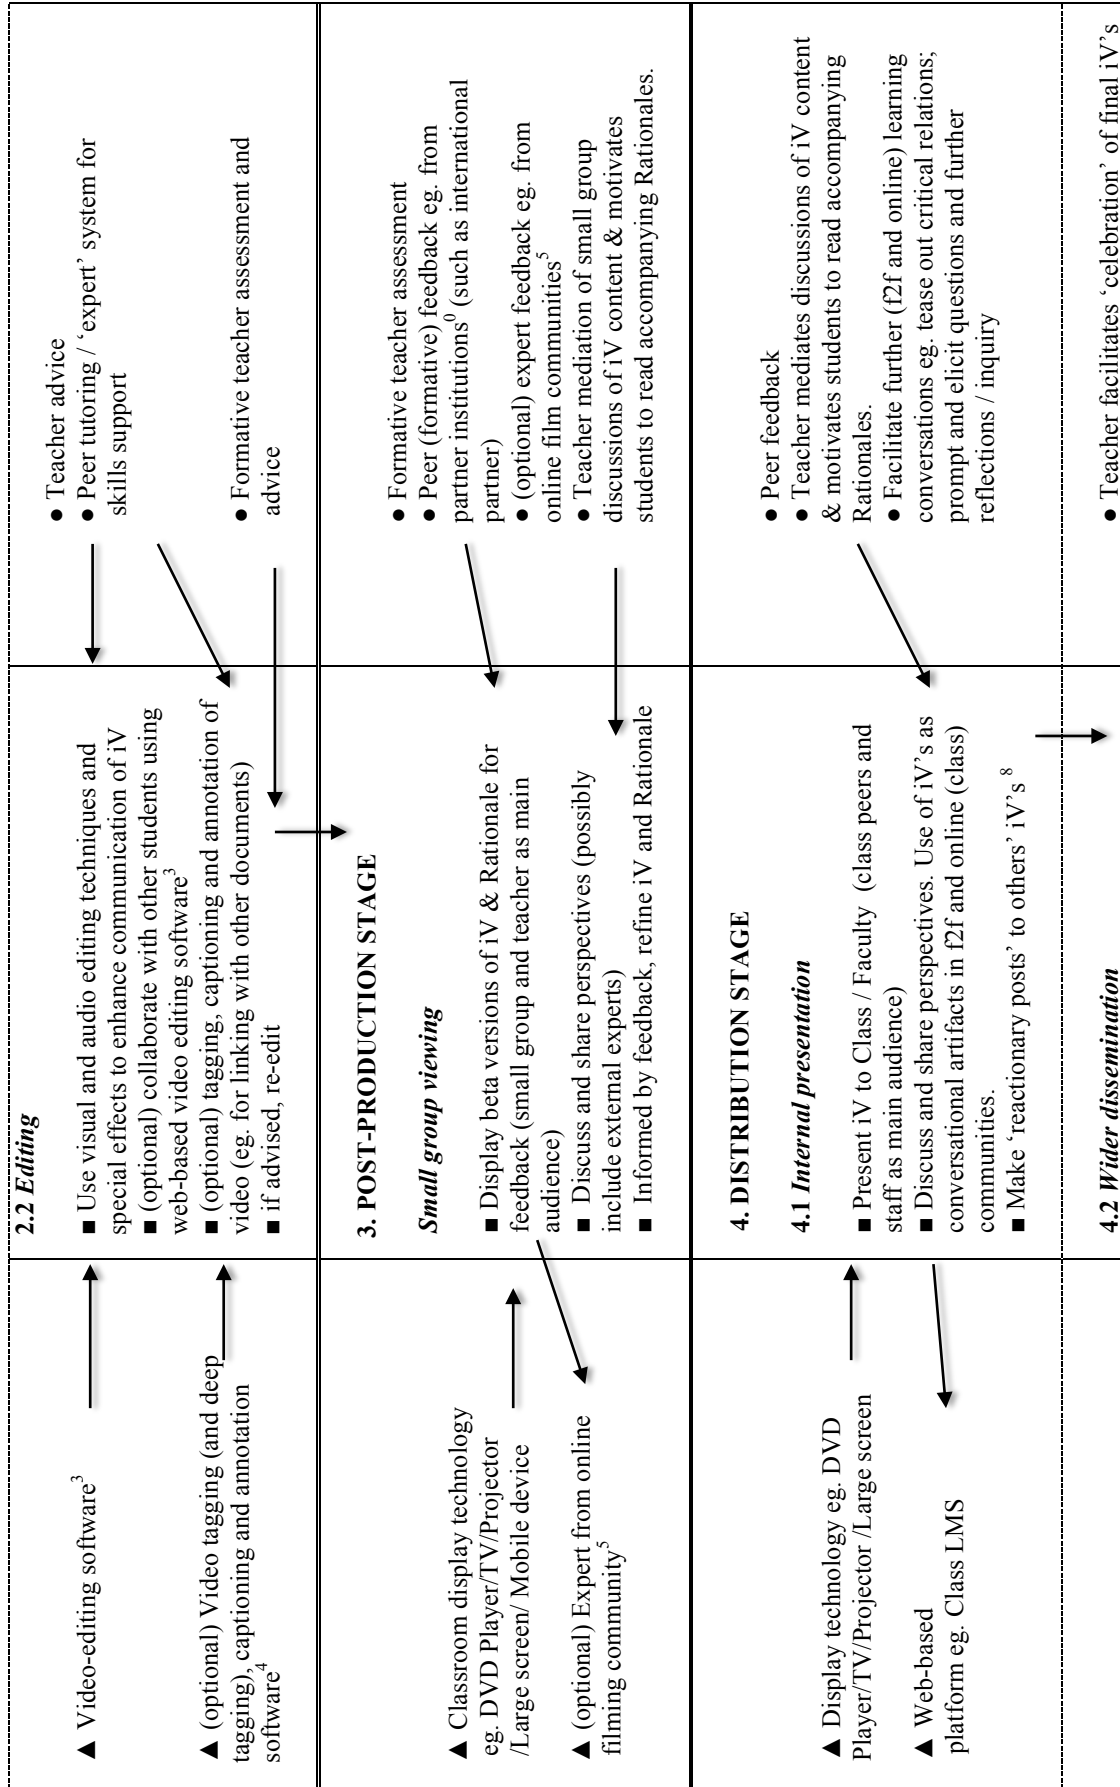 ▲ Video-editing software3
▲ (optional) Video tagging (and deep
tagging), captioning and annotation
software4
2.2 Editing
■ Use visual and audio editing techniques and
special effects to enhance communication of iV
■ (optional) collaborate with other students using
web-based video editing software3
■ (optional) tagging, captioning and annotation of
video (eg. for linking with other documents)
■ if advised, re-edit
● Teacher advice
● Peer tutoring / ‘expert’ system for
skills support
● Formative teacher assessment and
advice
▲ Classroom display technology
eg. DVD Player/TV/Projector
/Large screen/ Mobile device
▲ (optional) Expert from online
filming community5
3. POST-PRODUCTION STAGE
Small group viewing
■ Display beta versions of iV & Rationale for
feedback (small group and teacher as main
audience)
■ Discuss and share perspectives (possibly
include external experts)
■ Informed by feedback, refine iV and Rationale
● Formative teacher assessment
● Peer (formative) feedback eg. from
partner institutions0 (such as international
partner)
● (optional) expert feedback eg. from
online film communities5
● Teacher mediation of small group
discussions of iV content & motivates
students to read accompanying Rationales.
▲ Display technology eg. DVD
Player/TV/Projector /Large screen
▲ Web-based
platform eg. Class LMS
4. DISTRIBUTION STAGE
4.1 Internal presentation
■ Present iV to Class / Faculty (class peers and
staff as main audience)
■ Discuss and share perspectives. Use of iV’s as
conversational artifacts in f2f and online (class)
communities.
■ Make ‘reactionary posts’ to others’ iV’s 8
● Peer feedback
● Teacher mediates discussions of iV content
& motivates students to read accompanying
Rationales.
● Facilitate further (f2f and online) learning
conversations eg. tease out critical relations;
prompt and elicit questions and further
reflections / inquiry
4.2 Wider dissemination
● Teacher facilitates ‘celebration’ of final iV’s